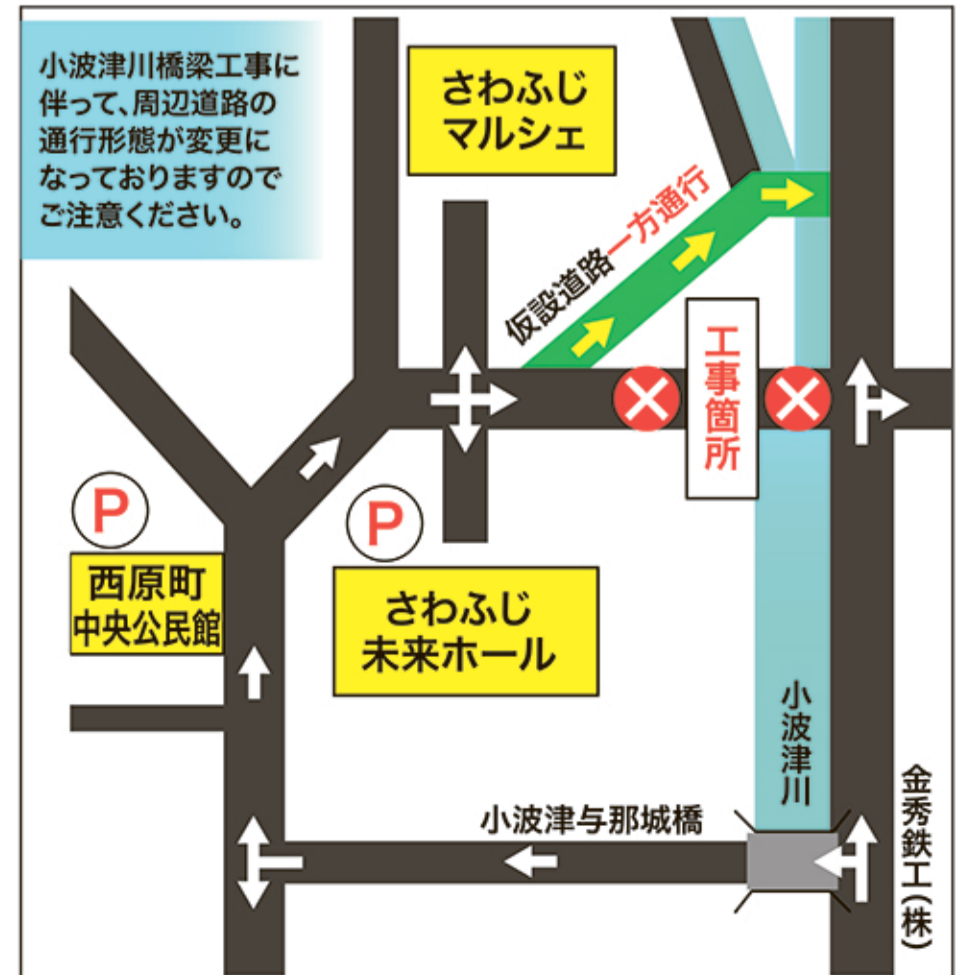 小波津川橋梁工事に
伴って、周辺道路の
通行形態が変更に
なっておりますので
ご注意ください。
さわふじ
マルシェ
仮設道路一方通行
工事箇所
P
西原町
中央公民館
P
さわふじ
未来ホール
小波津川
小波津与那城橋
金秀鉄工(株)